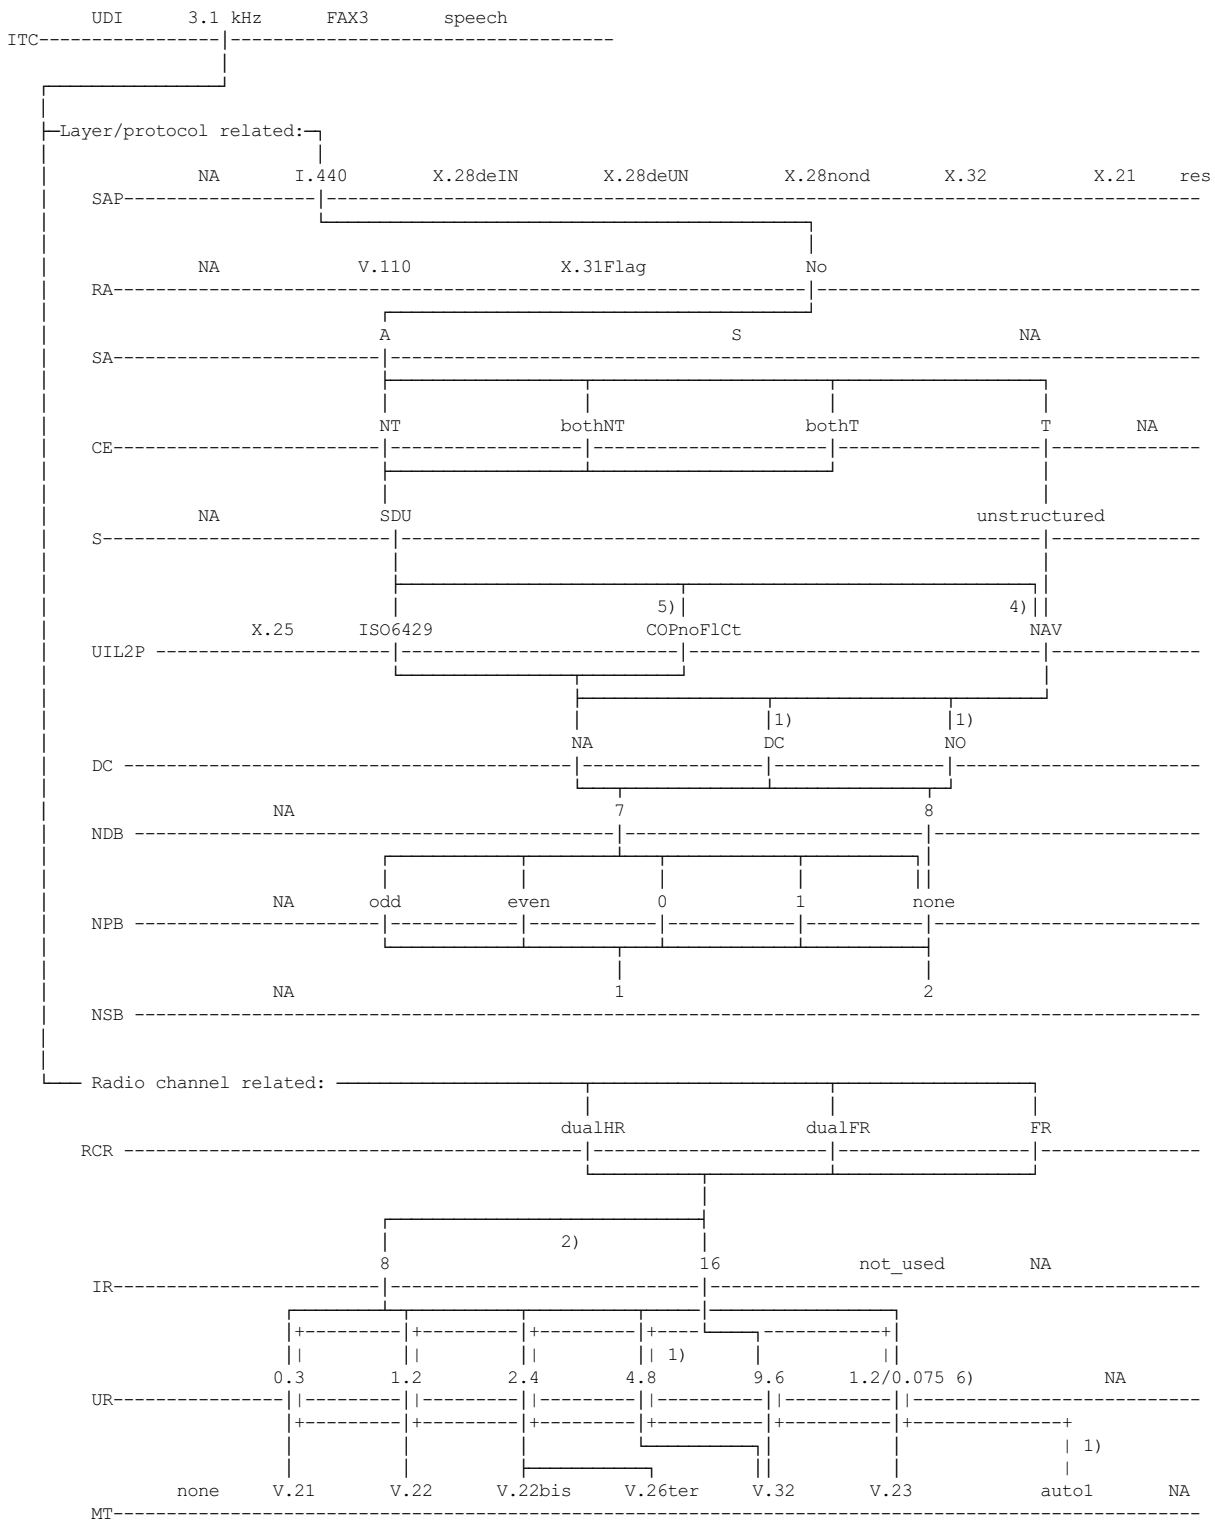 UDI 3.1 kHz FAX3 speech
ITC
Layer/protocol related:
NA I.440 X.28deIN X.28deUN X.28nond X.32 X.21 res
SAP
NA V.110 X.31Flag No
RA
A S NA
SA
NT bothNT bothT T NA
CE
NA SDU unstructured
S
5) 4)
X.25 ISO6429 COPnoFlCt NAV
UIL2P
1) 1)
NA DC NO
DC
NA 7 8
NDB
NA odd even 0 1 none
NPB
NA 1 2
NSB
Radio channel related:
dualHR dualFR FR
RCR
2)
8 16 not_used NA
IR
1)
0.3 1.2 2.4 4.8 9.6 1.2/0.075 6) NA
UR
1)
none V.21 V.22 V.22bis V.26ter V.32 V.23 auto1 NA
MT